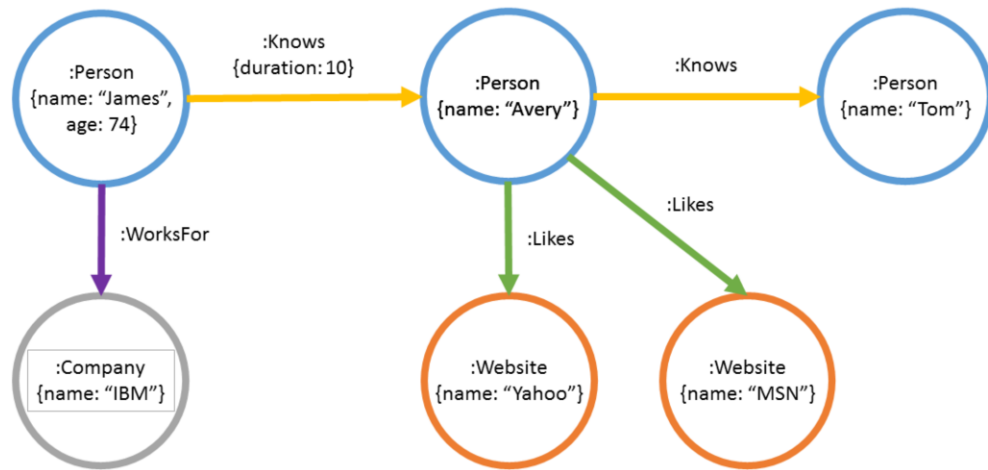 :Person
{name: “James”,
age: 74}
:Knows
{duration: 10}
:Person
{name: “Avery”}
:Knows
:Person
{name: “Tom”}
:WorksFor
:Likes
:Likes
:Company
{name: “IBM”}
:Website
{name: “Yahoo”}
:Website
{name: “MSN”}